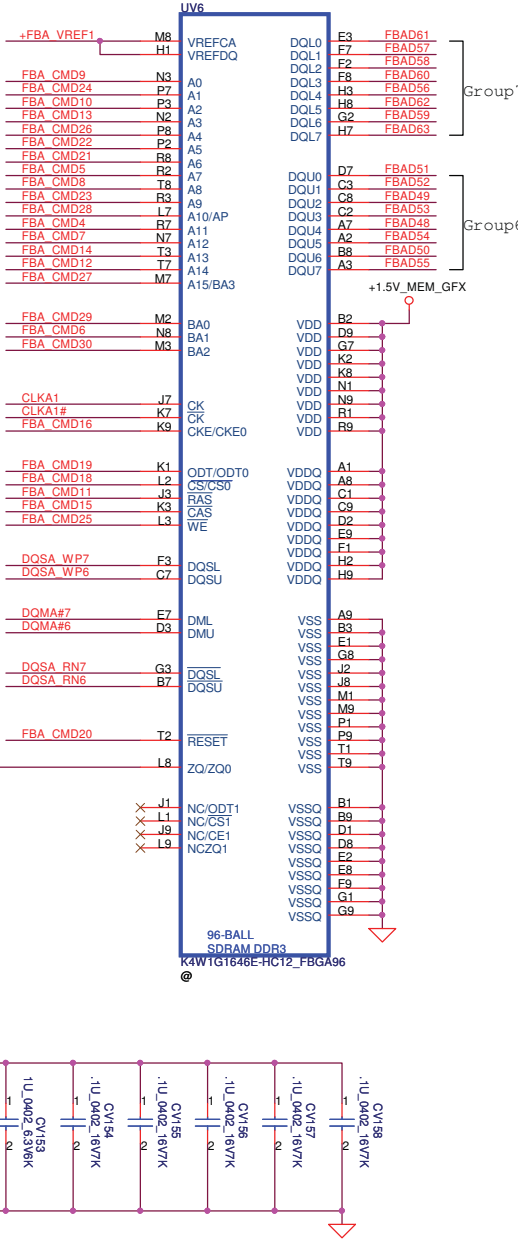 UV6
+FBA_VREF1 M8 VREFCA DQL0 E3 FBAD61
H1 VREFDQ DQL1 F7 FBAD57
DQL2 F2 FBAD58
FBA_CMD9 N3 A0 DQL3 F8 FBAD60
FBA_CMD24 P7 A1 DQL4 H3 FBAD56
FBA_CMD10 P3 A2 DQL5 H8 FBAD62
FBA_CMD13 N2 A3 DQL6 G2 FBAD59
FBA_CMD26 P8 A4 DQL7 H7 FBAD63
FBA_CMD22 P2 A5
FBA_CMD21 R8 A6
FBA_CMD5 R2 A7 DQU0 D7 FBAD51
FBA_CMD8 T8 A8 DQU1 C3 FBAD52
FBA_CMD23 R3 A9 DQU2 C8 FBAD49
FBA_CMD28 L7 A10/AP DQU3 C2 FBAD53
FBA_CMD4 R7 A11 DQU4 A7 FBAD48
FBA_CMD7 N7 A12 DQU5 A2 FBAD54
FBA_CMD14 T3 A13 DQU6 B8 FBAD50
FBA_CMD12 T7 A14 DQU7 A3 FBAD55
FBA_CMD27 M7 A15/BA3
Group
Group6
+1.5V_MEM_GFX
FBA_CMD29 M2 BA0 VDD B2
FBA_CMD6 N8 BA1 VDD D9
FBA_CMD30 M3 BA2 VDD G7
VDD K2
VDD K8
VDD N1
CLKA1 J7 CK VDD N9
CLKA1# K7 CK VDD R1
FBA_CMD16 K9 CKE/CKE0 VDD R9
FBA_CMD19 K1 ODT/ODT0 VDDQ A1
FBA_CMD18 L2 CS/CS0 VDDQ A8
FBA_CMD11 J3 RAS VDDQ C1
FBA_CMD15 K3 CAS VDDQ C9
FBA_CMD25 L3 WE VDDQ D2
VDDQ E9
VDDQ F1
DQSA_WP7 F3 DQSL VDDQ H2
DQSA_WP6 C7 DQSU VDDQ H9
DQMA#7 E7 DML VSS A9
DQMA#6 D3 DMU VSS B3
VSS E1
VSS G8
DQSA_RN7 G3 DQSL VSS J2
DQSA_RN6 B7 DQSU VSS J8
VSS M1
VSS M9
VSS P1
FBA_CMD20 T2 RESET VSS P9
VSS T1
L8 ZQ/ZQ0 VSS T9
J1 NC/ODT1 VSSQ B1
L1 NC/CS1 VSSQ B9
J9 NC/CE1 VSSQ D1
L9 NCZQ1 VSSQ D8
VSSQ E2
VSSQ E8
VSSQ F9
VSSQ G1
VSSQ G9
96-BALL
SDRAM DDR3
K4W1G1646E-HC12_FBGA96
@
1 2 CV153
1U_0402_6.3V6K
1 2 CV154
.1U_0402_16V7K
1 2 CV155
.1U_0402_16V7K
1 2 CV156
.1U_0402_16V7K
1 2 CV157
.1U_0402_16V7K
1 2 CV158
.1U_0402_16V7K